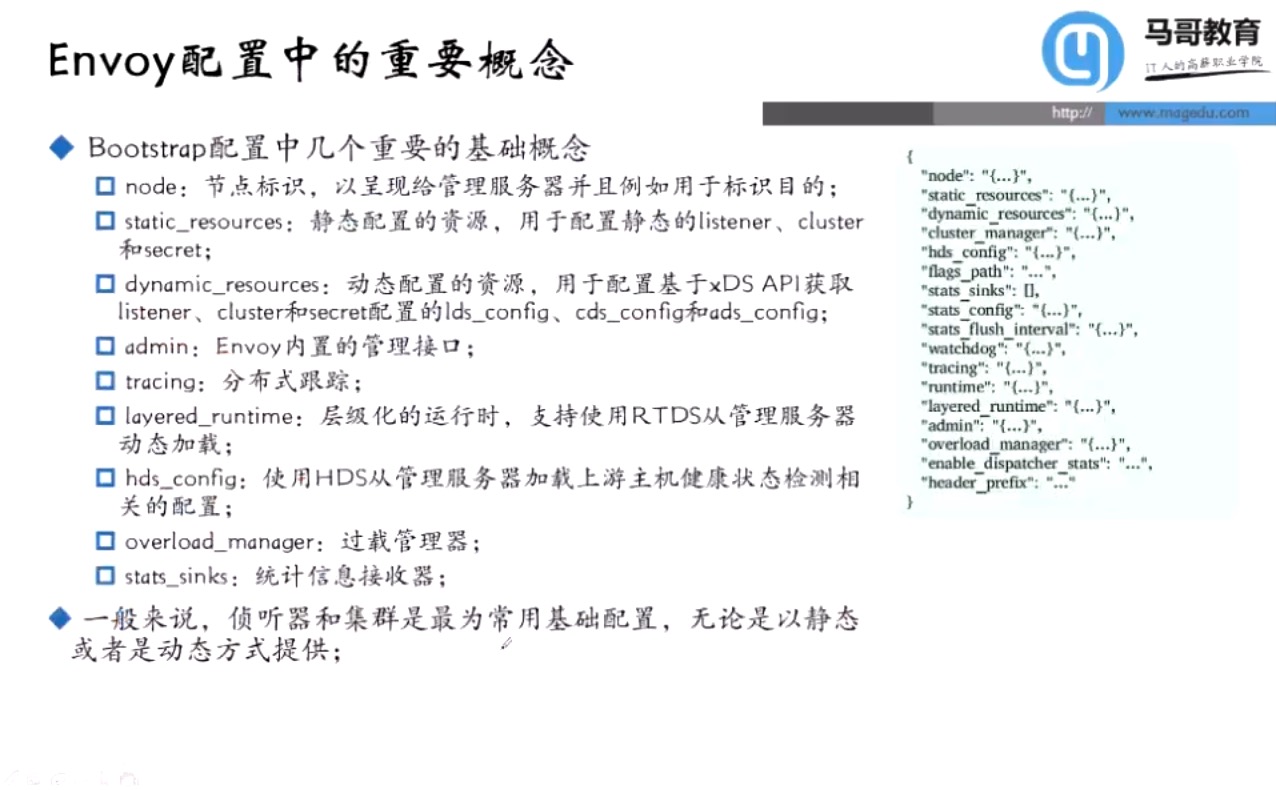 Envoy配置中的重要概念
马哥教育
IT人的高薪职业学院
http:// www.magedu.com
Bootstrap配置中几个重要的基础概念
node：节点标识，以呈现给管理服务器并且例如用于标识目的；
static_resources：静态配置的资源，用于配置静态的listener、cluster
和secret；
dynamic_resources：动态配置的资源，用于配置基于xDS API获取
listener、cluster和secret配置的lds_config、cds_config和ads_config；
admin：Envoy内置的管理接口；
tracing：分布式跟踪；
layered_runtime：层级化的运行时，支持使用RTDS从管理服务器
动态加载；
hds_config：使用HDS从管理服务器加载上游主机健康状态检测相
关的配置；
overload_manager：过载管理器；
stats_sinks：统计信息接收器；
一般来说，侦听器和集群是最为常用基础配置，无论是以静态
或者是动态方式提供；
{
"node": "{...}",
"static_resources": "{...}",
"dynamic_resources": "{...}",
"cluster_manager": "{...}",
"hds_config": "{...}",
"flags_path": "...",
"stats_sinks": [],
"stats_config": "{...}",
"stats_flush_interval": "{...}",
"watchdog": "{...}",
"tracing": "{...}",
"runtime": "{...}",
"layered_runtime": "{...}",
"admin": "{...}",
"overload_manager": "{...}",
"enable_dispatcher_stats": "...",
"header_prefix": "..."
}